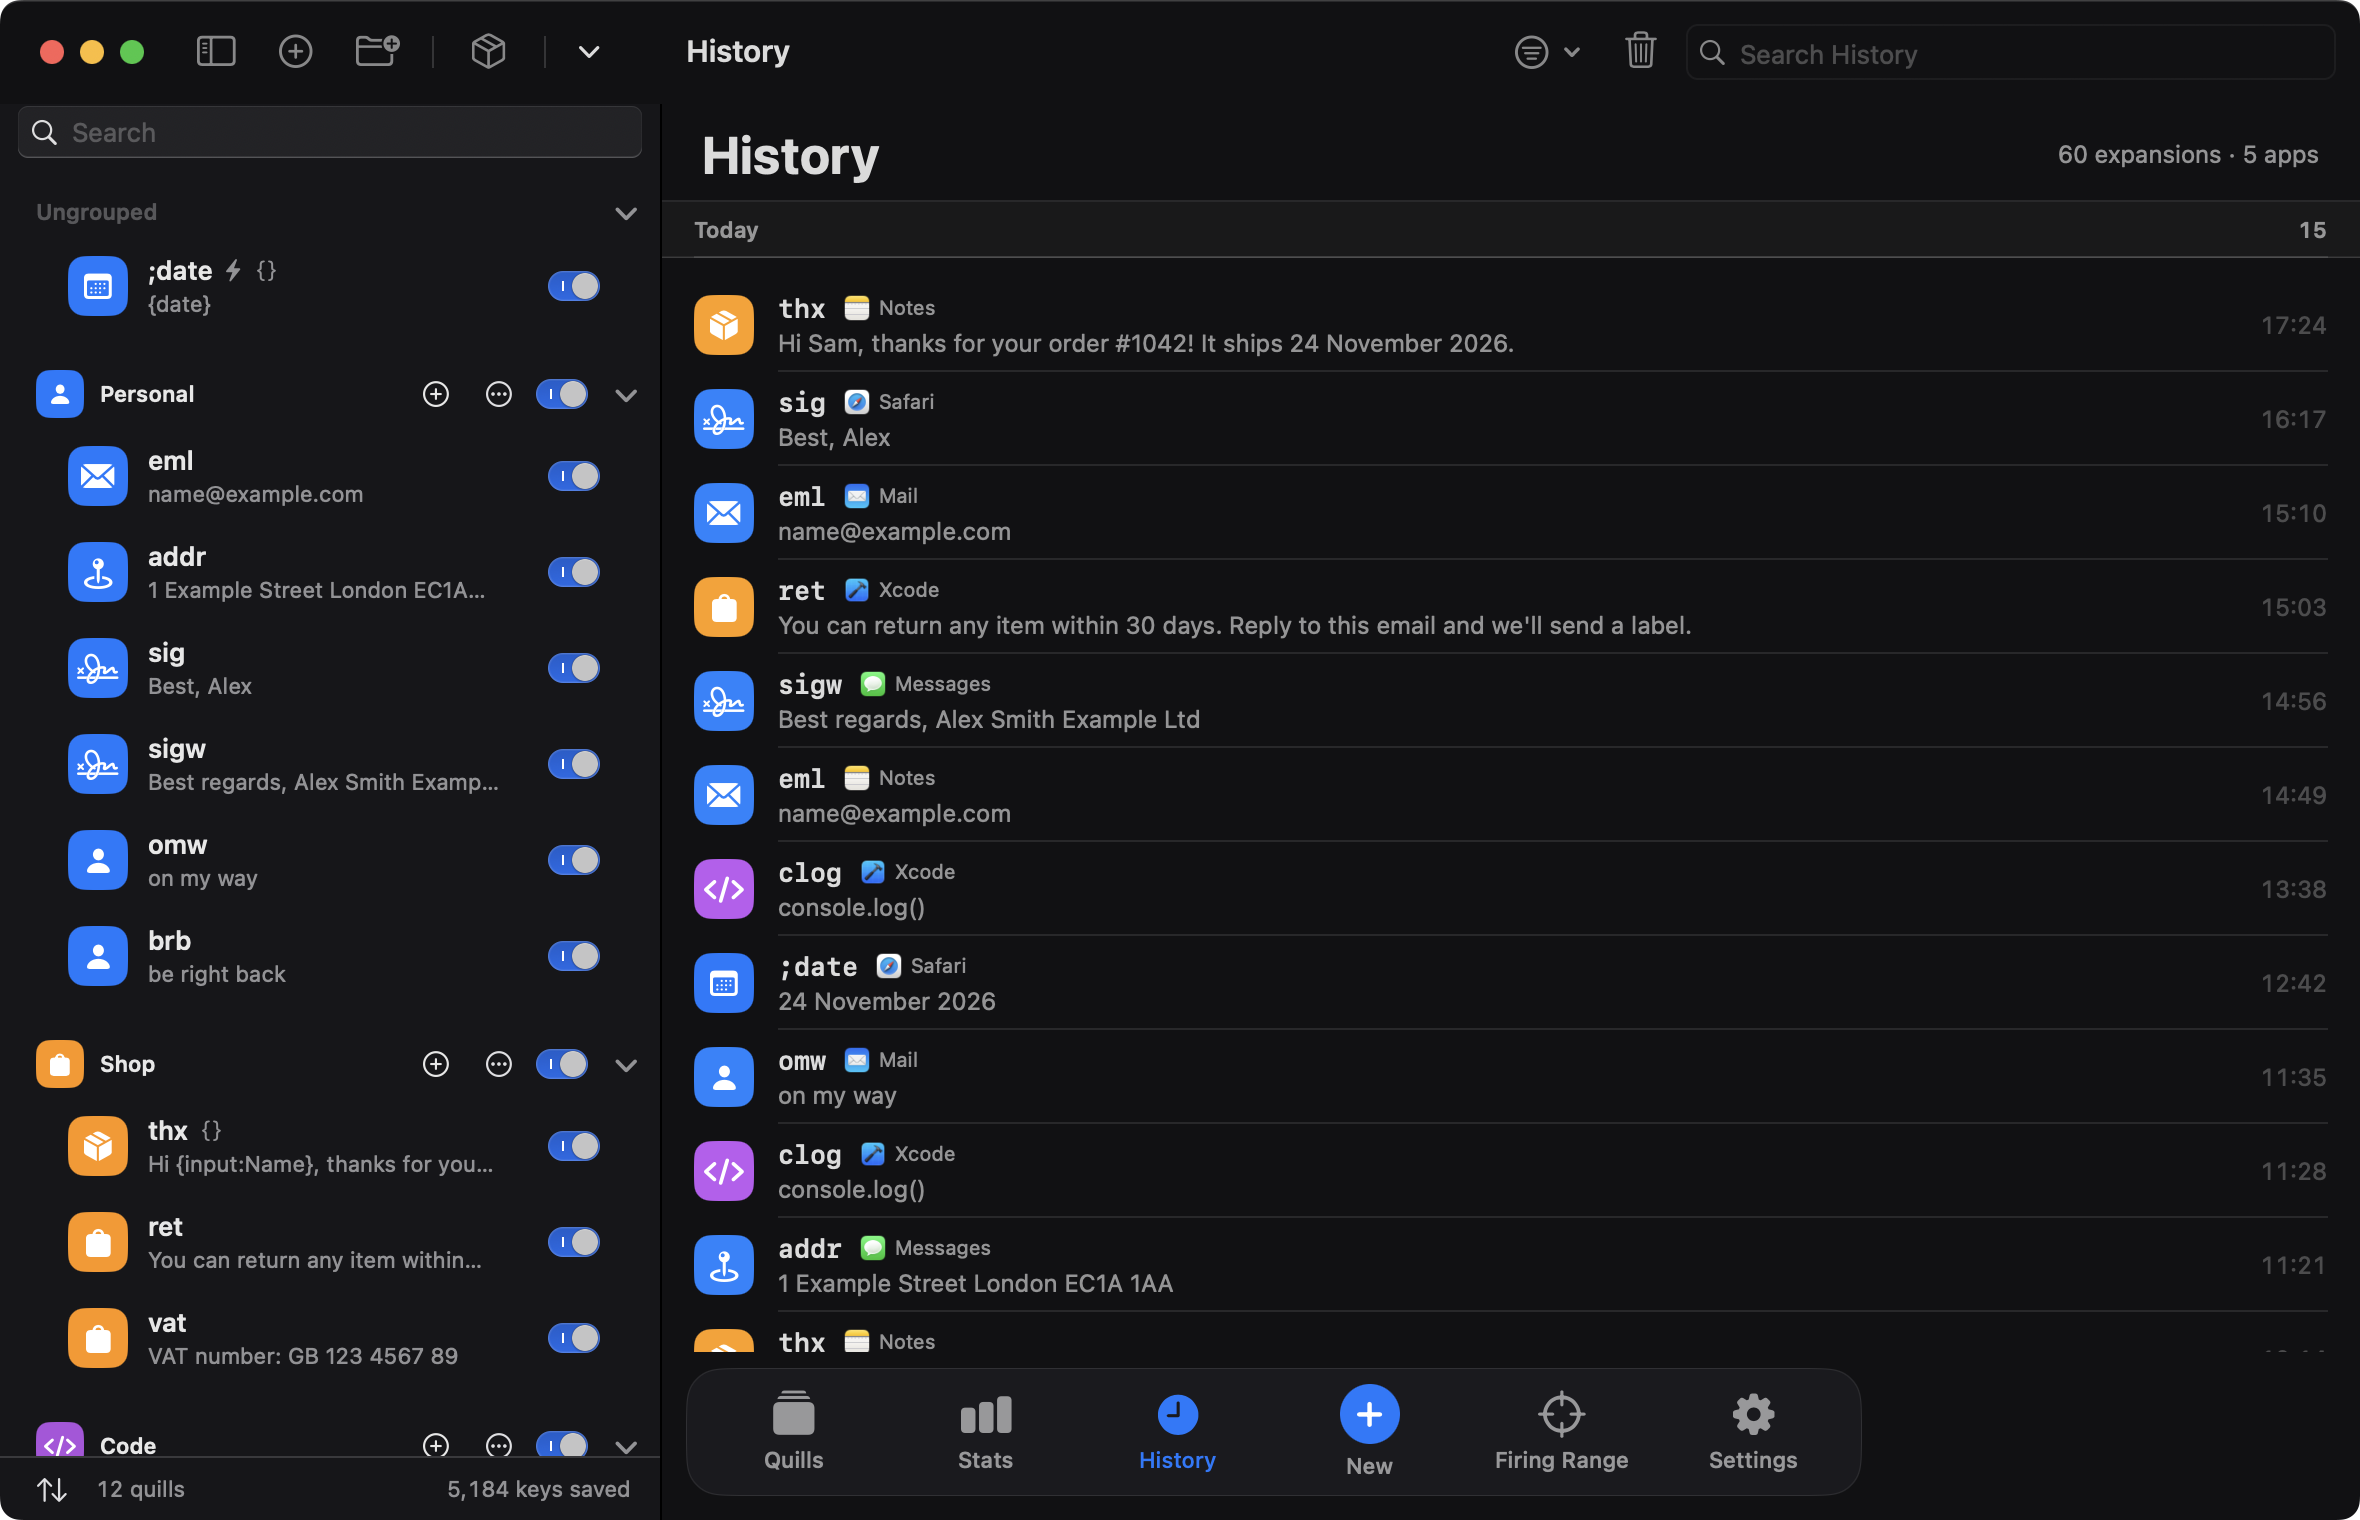 History
Search History
Search
Ungrouped
;date {}
{date}
Personal
eml
name@example.com
addr
1 Example Street London EC1A...
sig
Best, Alex
sigw
Best regards, Alex Smith Examp...
omw
on my way
brb
be right back
Shop
thx {}
Hi {input:Name}, thanks for you...
ret
You can return any item within...
vat
VAT number: GB 123 4567 89
Code
12 quills
5,184 keys saved
History
60 expansions · 5 apps
Today
15
thx Notes
Hi Sam, thanks for your order #1042! It ships 24 November 2026.
17:24
sig Safari
Best, Alex
16:17
eml Mail
name@example.com
15:10
ret Xcode
You can return any item within 30 days. Reply to this email and we'll send a label.
15:03
sigw Messages
Best regards, Alex Smith Example Ltd
14:56
eml Notes
name@example.com
14:49
clog Xcode
console.log()
13:38
;date Safari
24 November 2026
12:42
omw Mail
on my way
11:35
clog Xcode
console.log()
11:28
addr Messages
1 Example Street London EC1A 1AA
11:21
thx Notes
Quills
Stats
History
New
Firing Range
Settings